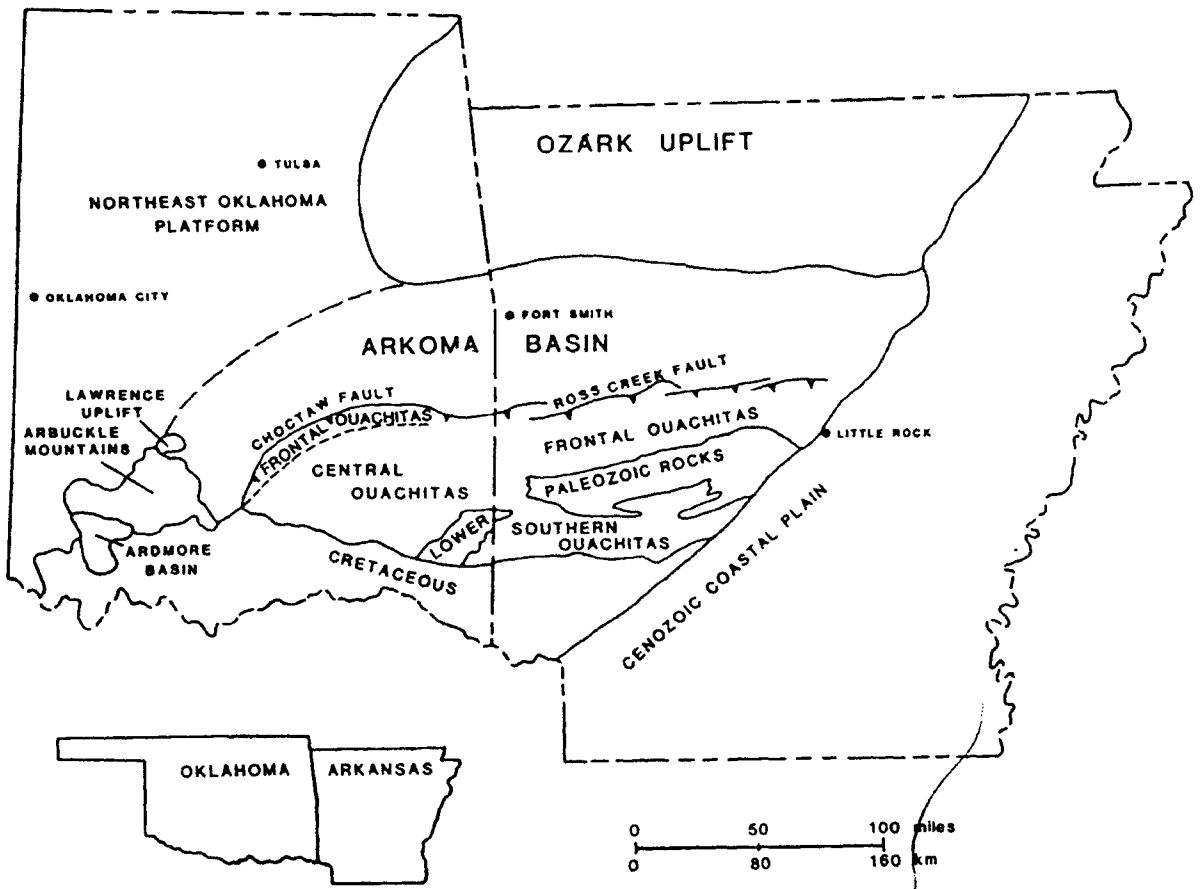 OZARK UPLIFT
TULSA
NORTHEAST OKLAHOMA
PLATFORM
OKLAHOMA CITY
FORT SMITH
ARKOMA BASIN
ROSS CREEK FAULT
LAWRENCE
UPLIFT
CHOCTAW FAULT
ARBUCKLE
MOUNTAINS
FRONTAL OUACHITAS
FRONTAL OUACHITAS
LITTLE ROCK
CENTRAL
OUACHITAS
PALEOZOIC ROCKS
LOWER
SOUTHERN
OUACHITAS
ARDMORE
BASIN
CRETACEOUS
CENOZOIC COASTAL PLAIN
OKLAHOMA
ARKANSAS
0 50 100 miles
0 80 160 km